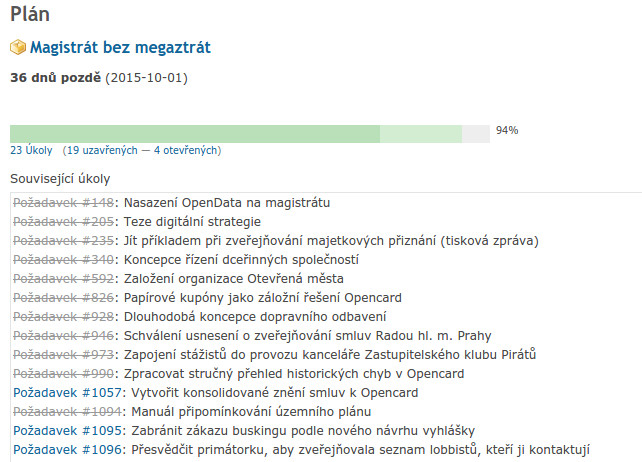 Plán
Magistrát bez megaztrát
36 dnů pozdě (2015-10-01)
94%
23 Úkoly (19 uzavřených — 4 otevřených)
Související úkoly
Požadavek #148: Nasazení OpenData na magistrátu
Požadavek #205: Teze digitální strategie
Požadavek #235: Jít příkladem při zveřejňování majetkových přiznání (tisková zpráva)
Požadavek #340: Koncepce řízení dceřinných společností
Požadavek #592: Založení organizace Otevřená města
Požadavek #826: Papírové kupóny jako záložní řešení Opencard
Požadavek #928: Dlouhodobá koncepce dopravního odbavení
Požadavek #946: Schválení usnesení o zveřejňování smluv Radou hl. m. Prahy
Požadavek #973: Zapojení stážistů do provozu kanceláře Zastupitelského klubu Pirátů
Požadavek #990: Zpracovat stručný přehled historických chyb v Opencard
Požadavek #1057: Vytvořit konsolidované znění smluv k Opencard
Požadavek #1094: Manuál připomínkování územního plánu
Požadavek #1095: Zabránit zákazu buskingu podle nového návrhu vyhlášky
Požadavek #1096: Přesvědčit primátorku, aby zveřejňovala seznam lobbistů, kteří ji kontaktují